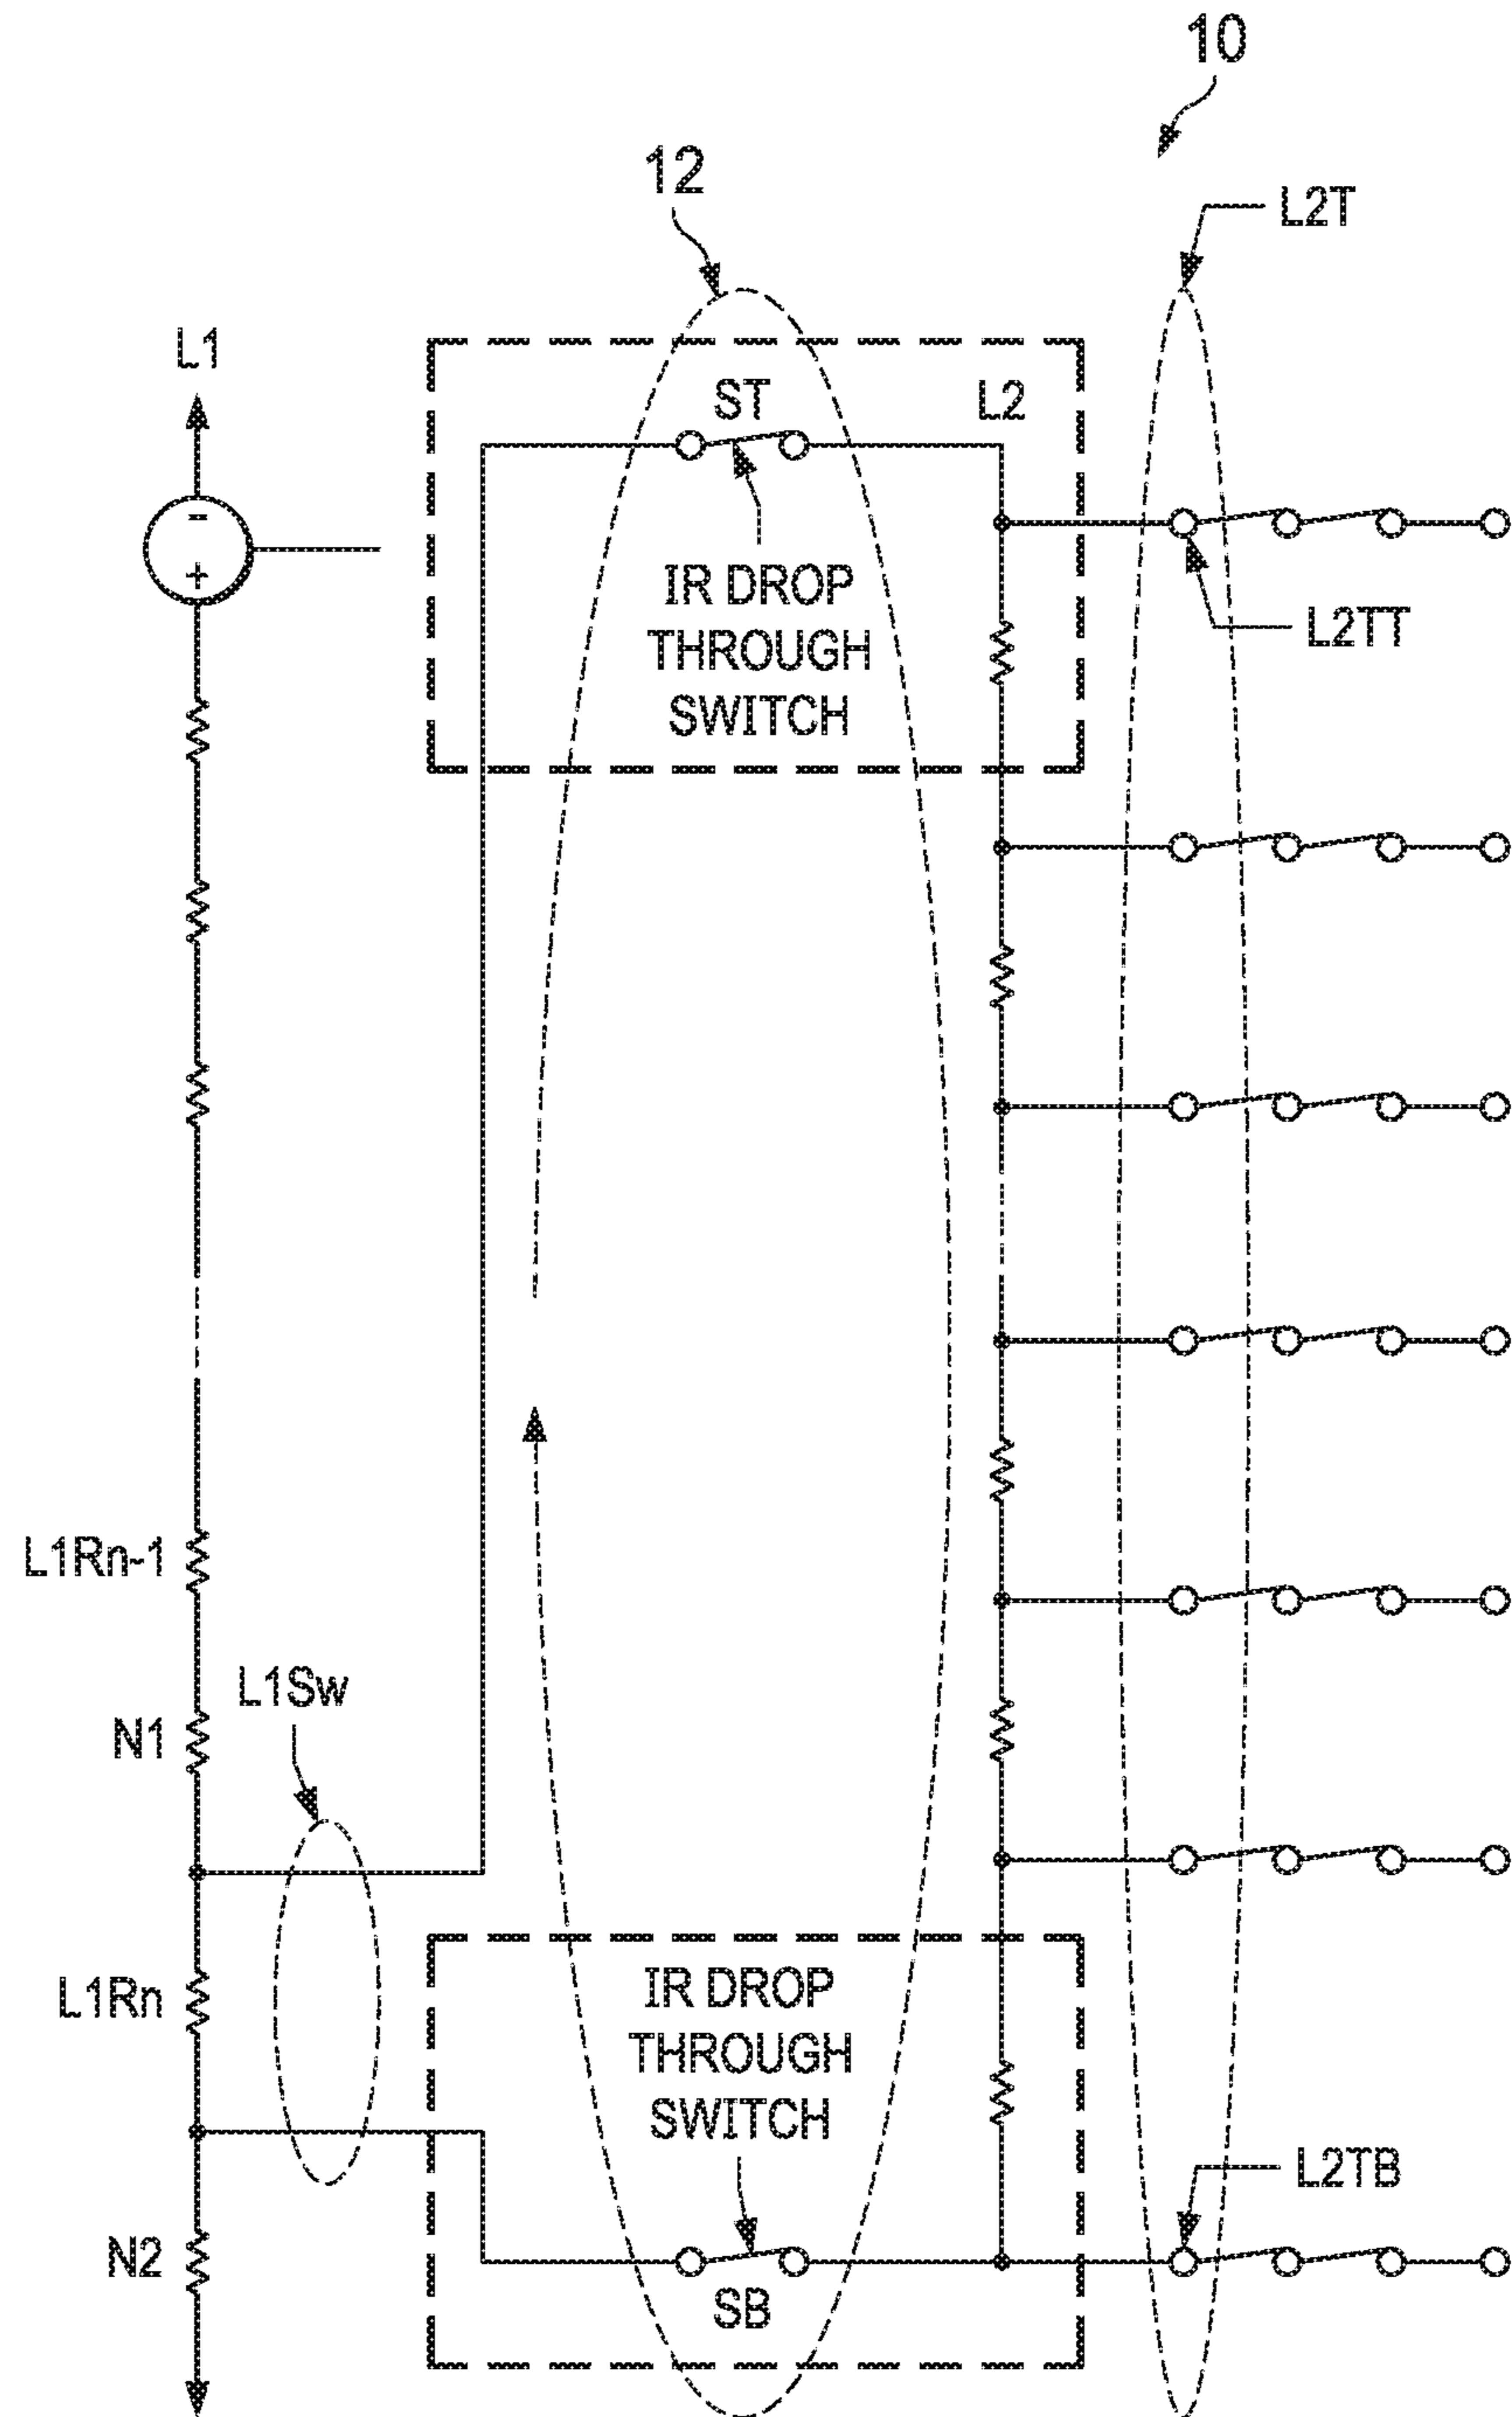 10
12
L2T
L1
ST
L2
-
+
IR DROP
THROUGH
SWITCH
L2TT
L1Rn-1
L1Sw
N1
L1Rn
IR DROP
THROUGH
SWITCH
L2TB
N2
SB